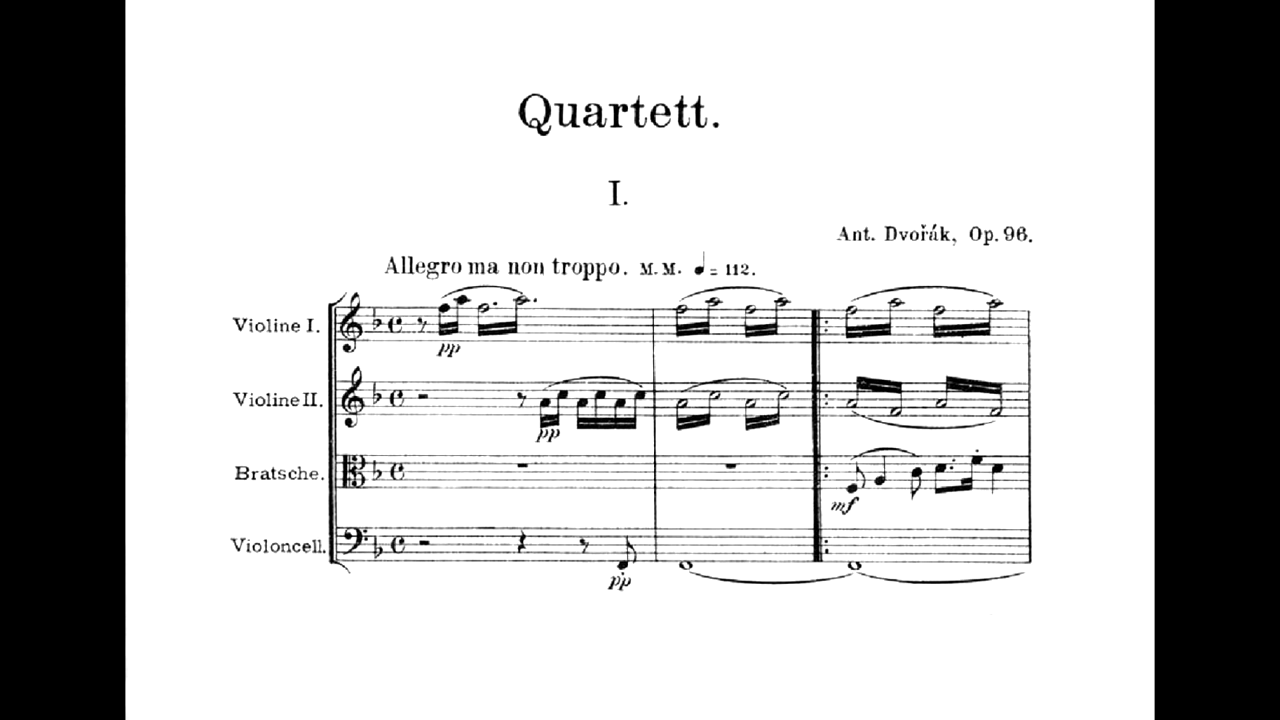 Quartett.
I.
Ant. Dvořák, Op. 96.
Allegro ma non troppo. M. M. ♩ = 112.
Violine I.
pp
Violine II.
pp
Bratsche.
mf
Violoncell.
pp